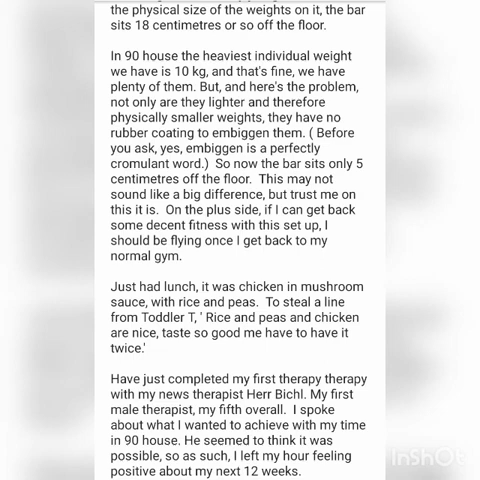 the physical size of the weights on it, the bar
sits 18 centimetres or so off the floor.
In 90 house the heaviest individual weight
we have is 10 kg, and that's fine, we have
plenty of them. But, and here's the problem,
not only are they lighter and therefore
physically smaller weights, they have no
rubber coating to embiggen them. ( Before
you ask, yes, embiggen is a perfectly
cromulant word.)  So now the bar sits only 5
centimetres off the floor.  This may not
sound like a big difference, but trust me on
this it is.  On the plus side, if I can get back
some decent fitness with this set up, I
should be flying once I get back to my
normal gym.
Just had lunch, it was chicken in mushroom
sauce, with rice and peas.  To steal a line
from Toddler T, ' Rice and peas and chicken
are nice, taste so good me have to have it
twice.'
Have just completed my first therapy therapy
with my news therapist Herr Bichl. My first
male therapist, my fifth overall.  I spoke
about what I wanted to achieve with my time
in 90 house. He seemed to think it was
possible, so as such, I left my hour feeling
positive about my next 12 weeks.
InShOt